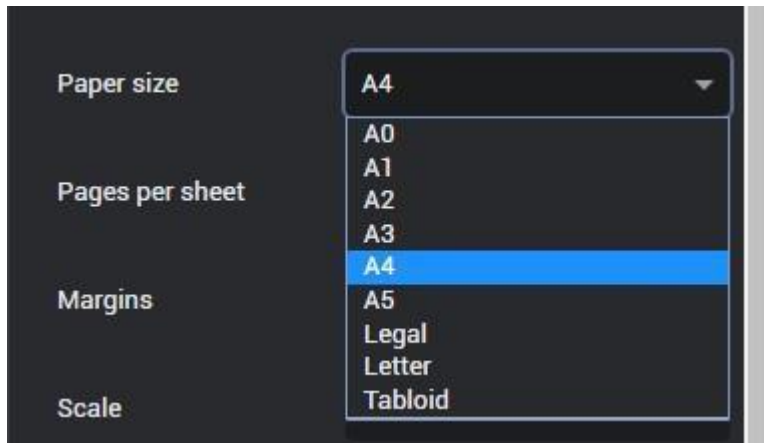 Paper size
A4
A0
A1
A2
A3
A4
A5
Legal
Letter
Tabloid
Pages per sheet
Margins
Scale